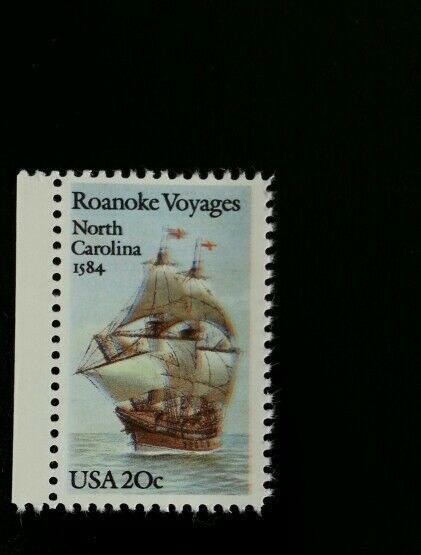 Roanoke Voyages
North
Carolina
1584
USA 20c